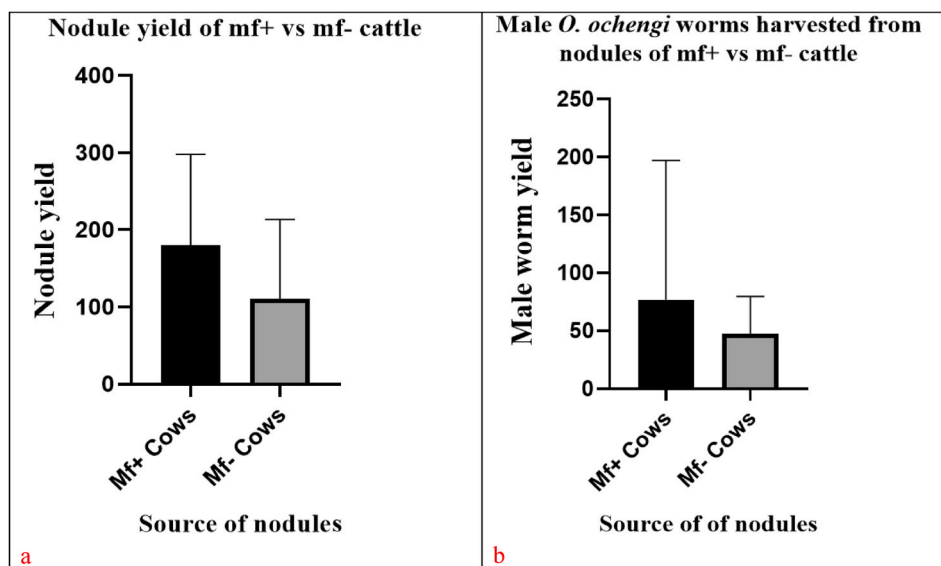 Nodule yield of mf+ vs mf- cattle
400
300
200
100
0
Nodule yield
Mf+ Cows
Mf- Cows
Source of nodules
a
Male O. ochengi worms harvested from
nodules of mf+ vs mf- cattle
250
200
150
100
50
0
Male worm yield
Mf+ Cows
Mf- Cows
Source of of nodules
b